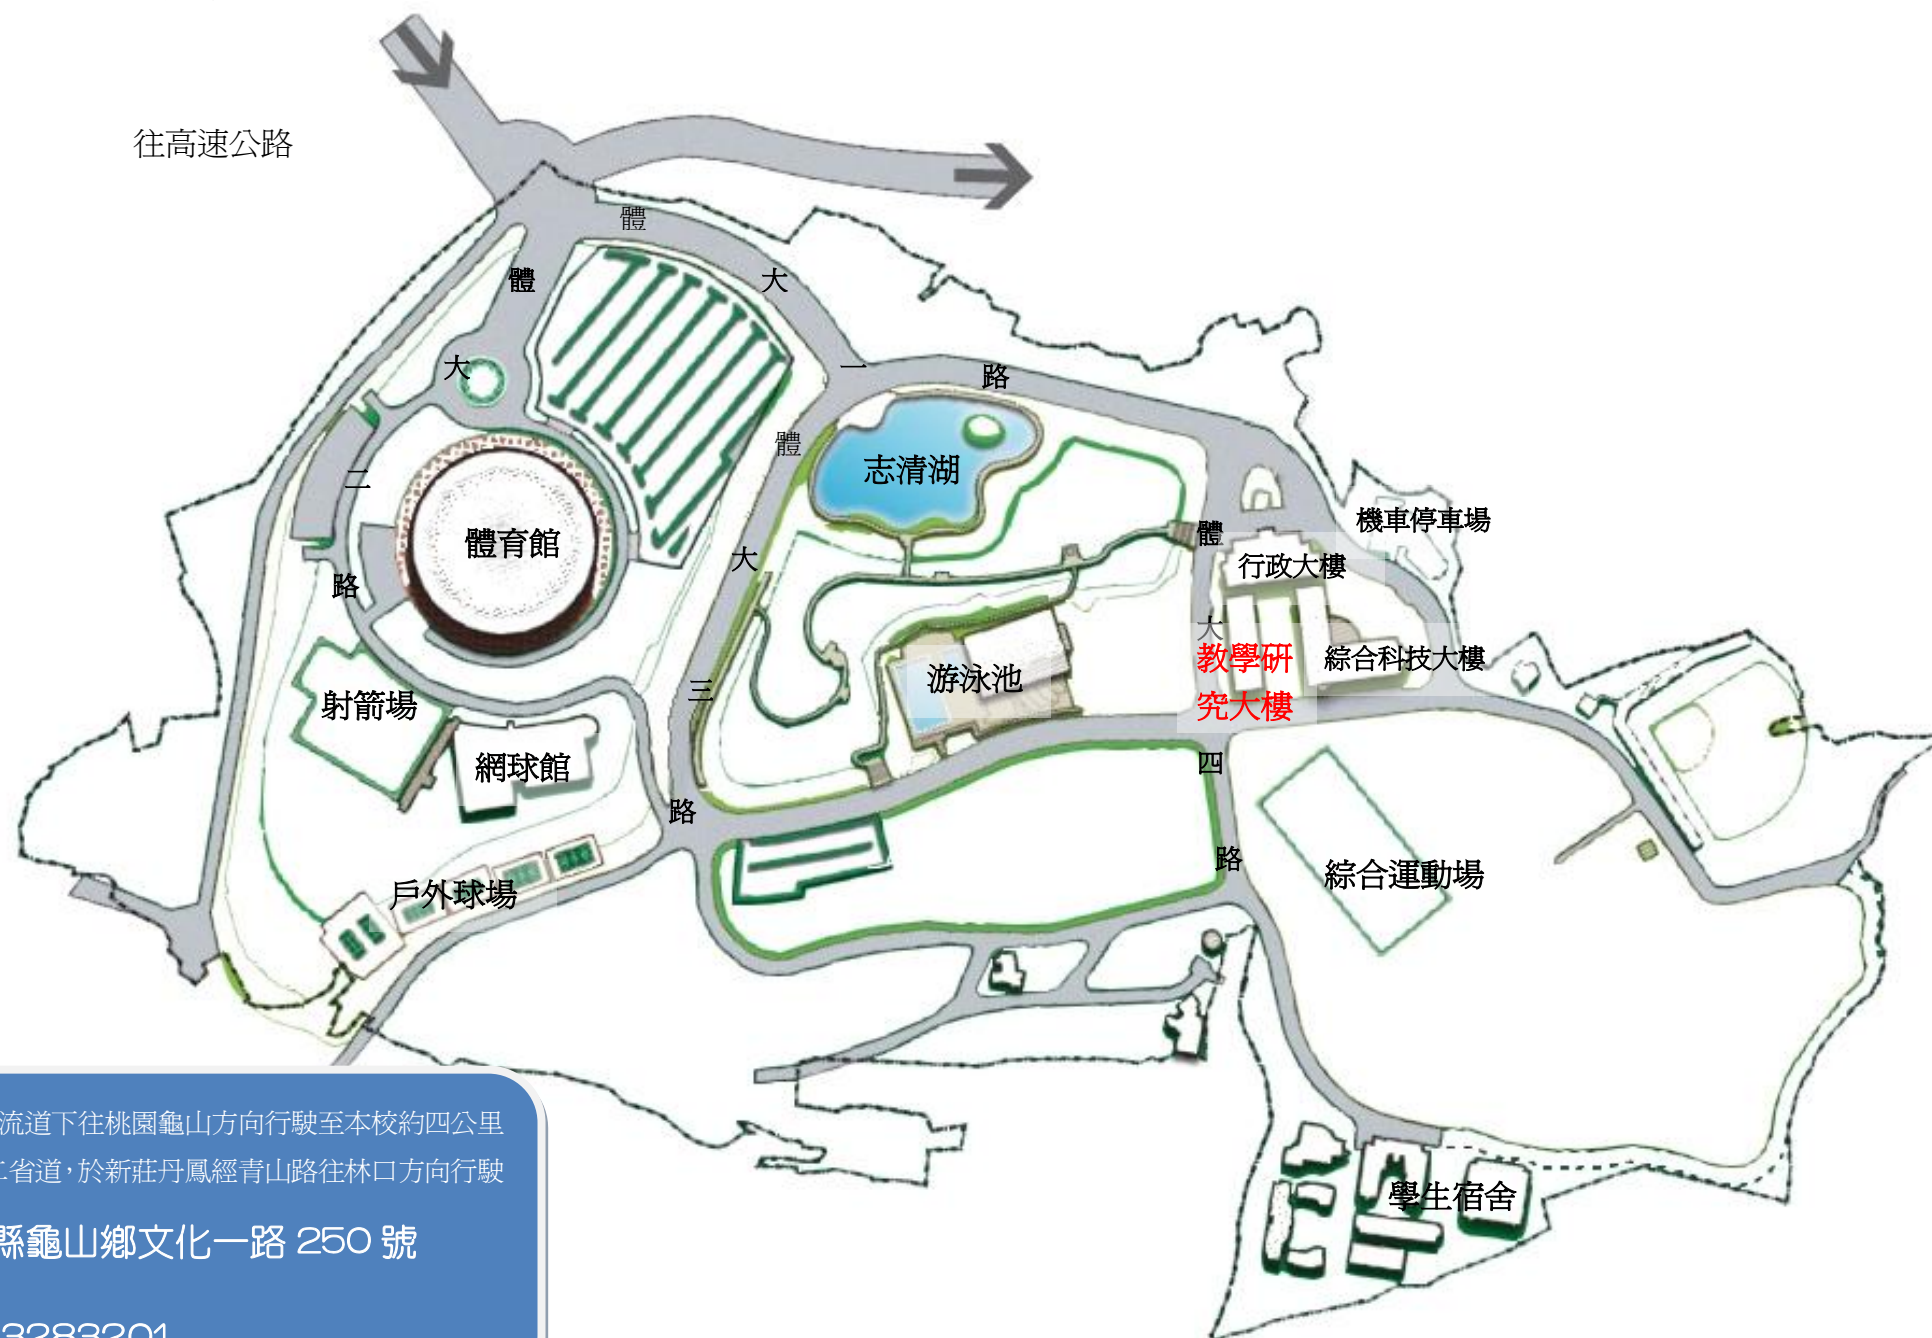 往高速公路
體大一路
體大二路
體大三路
志清湖
體育館
機車停車場
行政大樓
體大四路
教學研
究大樓
綜合科技大樓
游泳池
射箭場
網球館
戶外球場
綜合運動場
學生宿舍
流道下往桃園龜山方向行駛至本校約四公里
省道，於新莊丹鳳經青山路往林口方向行駛
縣龜山鄉文化一路 250 號
3283201